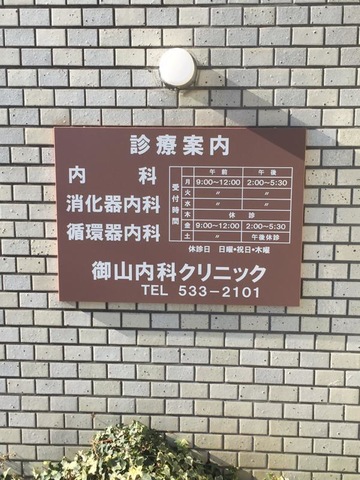 診療案内
内科
消化器内科
循環器内科
受付時間
午前 午後
月 9:00~12:00 2:00~5:30
火 〃 〃
水 〃 〃
木 休診
金 9:00~12:00 2:00~5:30
土 〃 午後休診
休診日 日曜・祝日・木曜
御山内科クリニック
TEL 533-2101